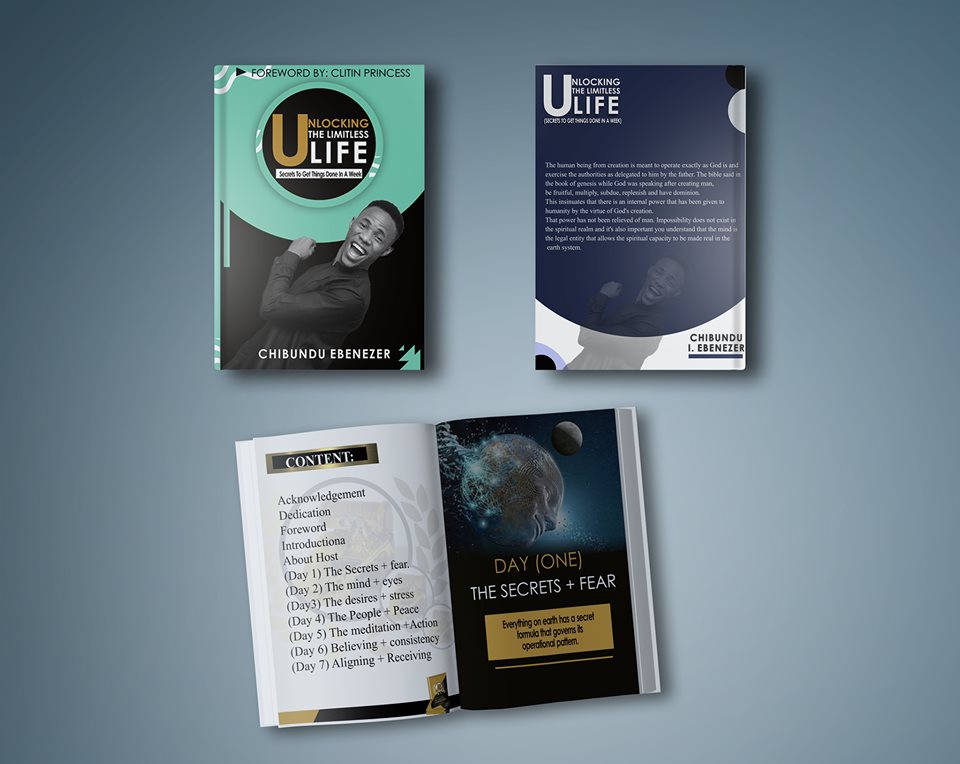 FOREWORD BY: CLITIN PRINCESS
UNLOCKING
THE LIMITLESS
LIFE
Secrets To Get Things Done In A Week
CHIBUNDU EBENEZER
UNLOCKING
THE LIMITLESS
LIFE
(SECRETS TO GET THINGS DONE IN A WEEK)
The human being from creation is meant to operate exactly as God is and
exercise the authorities as delegated to him by the father. The bible said in
the book of genesis while God was speaking after creating man,
be fruitful, multiply, subdue, replenish and have dominion.
This insinuates that there is an internal power that has been given to
humanity by the virtue of God's creation.
That power has not been relieved of man. Impossibility does not exist in
the spiritual realm and it's also important you understand that the mind is
the legal entity that allows the spiritual capacity to be made real in the
earth system.
CHIBUNDU
I. EBENEZER
CONTENT:
Acknowledgement
Dedication
Foreword
Introductiona
About Host
(Day 1) The Secrets + fear.
(Day 2) The mind + eyes
(Day3) The desires + stress
(Day 4) The People + Peace
(Day 5) The meditation +Action
(Day 6) Believing + consistency
(Day 7) Aligning + Receiving
DAY (ONE)
THE SECRETS + FEAR
Everything on earth has a secret
formula that governs its
operational pattern.